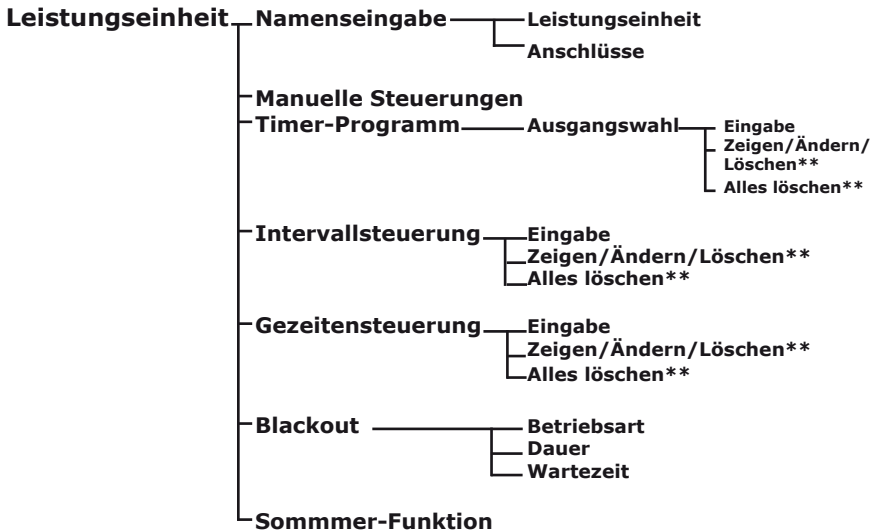 Leistungseinheit
Namenseingabe
Leistungseinheit
Anschlüsse
Manuelle Steuerungen
Timer-Programm
Ausgangswahl
Eingabe
Zeigen/Ändern/
Löschen**
Alles löschen**
Intervallsteuerung
Eingabe
Zeigen/Ändern/Löschen**
Alles löschen**
Gezeitensteuerung
Eingabe
Zeigen/Ändern/Löschen**
Alles löschen**
Blackout
Betriebsart
Dauer
Wartezeit
Sommmer-Funktion